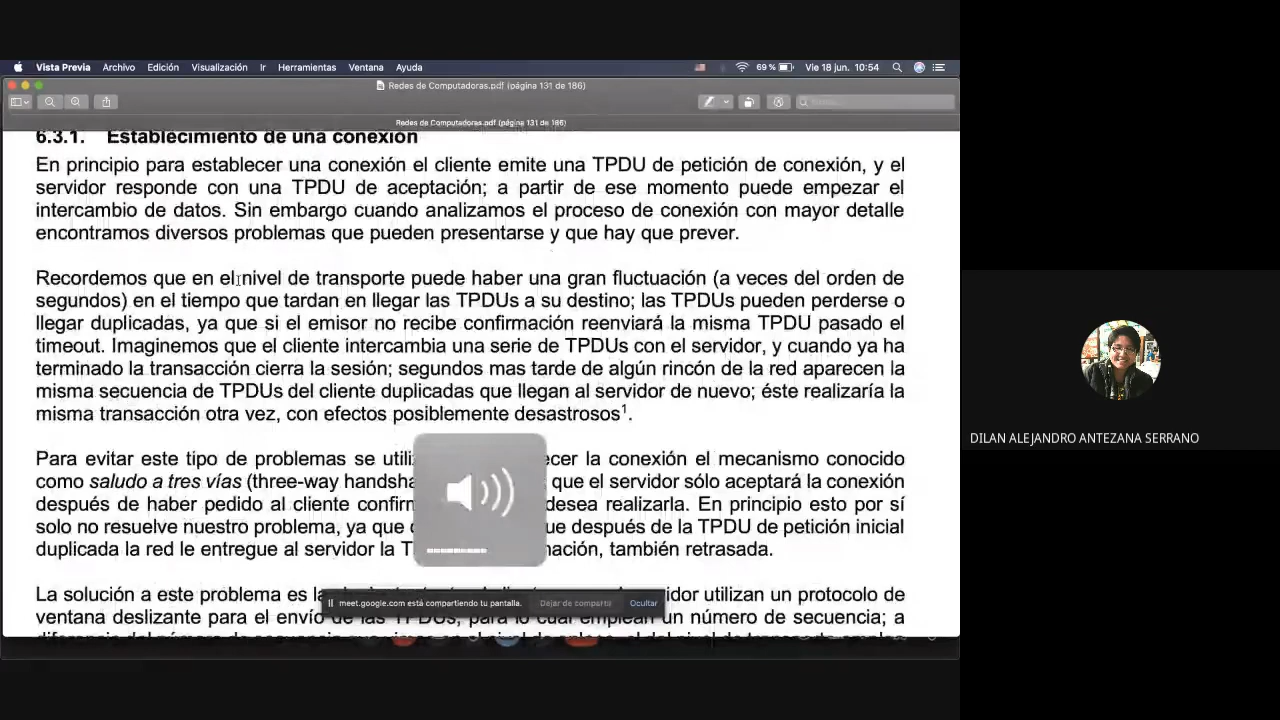 Vista Previa Archivo Edición Visualización Ir Herramientas Ventana Ayuda 69 % Vie 18 jun. 10:54
Redes de Computadoras.pdf (página 131 de 186)
Redes de Computadoras.pdf (página 131 de 186)
6.3.1. Establecimiento de una conexión
En principio para establecer una conexión el cliente emite una TPDU de petición de conexión, y el
servidor responde con una TPDU de aceptación; a partir de ese momento puede empezar el
intercambio de datos. Sin embargo cuando analizamos el proceso de conexión con mayor detalle
encontramos diversos problemas que pueden presentarse y que hay que prever.
Recordemos que en el nivel de transporte puede haber una gran fluctuación (a veces del orden de
segundos) en el tiempo que tardan en llegar las TPDUs a su destino; las TPDUs pueden perderse o
llegar duplicadas, ya que si el emisor no recibe confirmación reenviará la misma TPDU pasado el
timeout. Imaginemos que el cliente intercambia una serie de TPDUs con el servidor, y cuando ya ha
terminado la transacción cierra la sesión; segundos mas tarde de algún rincón de la red aparecen la
misma secuencia de TPDUs del cliente duplicadas que llegan al servidor de nuevo; éste realizaría la
misma transacción otra vez, con efectos posiblemente desastrosos¹.
Para evitar este tipo de problemas se utili ecer la conexión el mecanismo conocido
como saludo a tres vías (three-way handsha que el servidor sólo aceptará la conexión
después de haber pedido al cliente confirm desea realizarla. En principio esto por sí
solo no resuelve nuestro problema, ya que ue después de la TPDU de petición inicial
duplicada la red le entregue al servidor la T mación, también retrasada.
La solución a este problema es la idor utilizan un protocolo de
meet.google.com está compartiendo tu pantalla. Dejar de compartir Ocultar
ventana deslizante para el envío de las TPDUs, para lo cual emplean un número de secuencia; a
DILAN ALEJANDRO ANTEZANA SERRANO